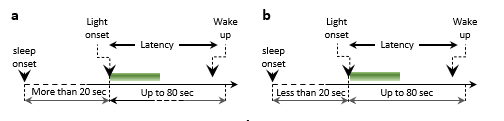 a
Light
onset
Wake
up
Latency
sleep
onset
More than 20 sec
Up to 80 sec
b
Light
onset
Wake
up
Latency
sleep
onset
Less than 20 sec
Up to 80 sec